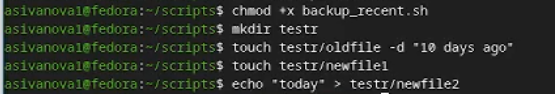 asivanova1@fedora:~/scripts$ chmod +x backup_recent.sh
asivanova1@fedora:~/scripts$ mkdir testr
asivanova1@fedora:~/scripts$ touch testr/oldfile -d "10 days ago"
asivanova1@fedora:~/scripts$ touch testr/newfile1
asivanova1@fedora:~/scripts$ echo "today" > testr/newfile2